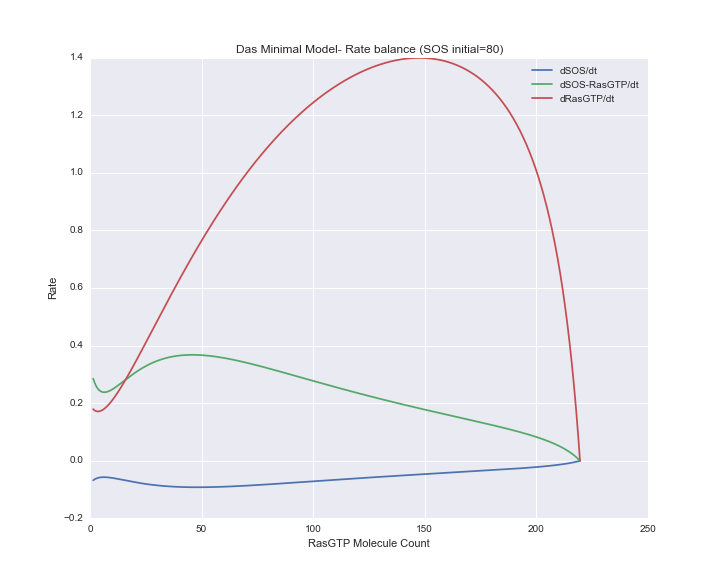 Das Minimal Model- Rate balance (SOS initial=80)
1.4
1.2
1.0
0.8
0.6
0.4
0.2
0.0
−0.2
Rate
dSOS/dt
dSOS-RasGTP/dt
dRasGTP/dt
0 50 100 150 200 250
RasGTP Molecule Count